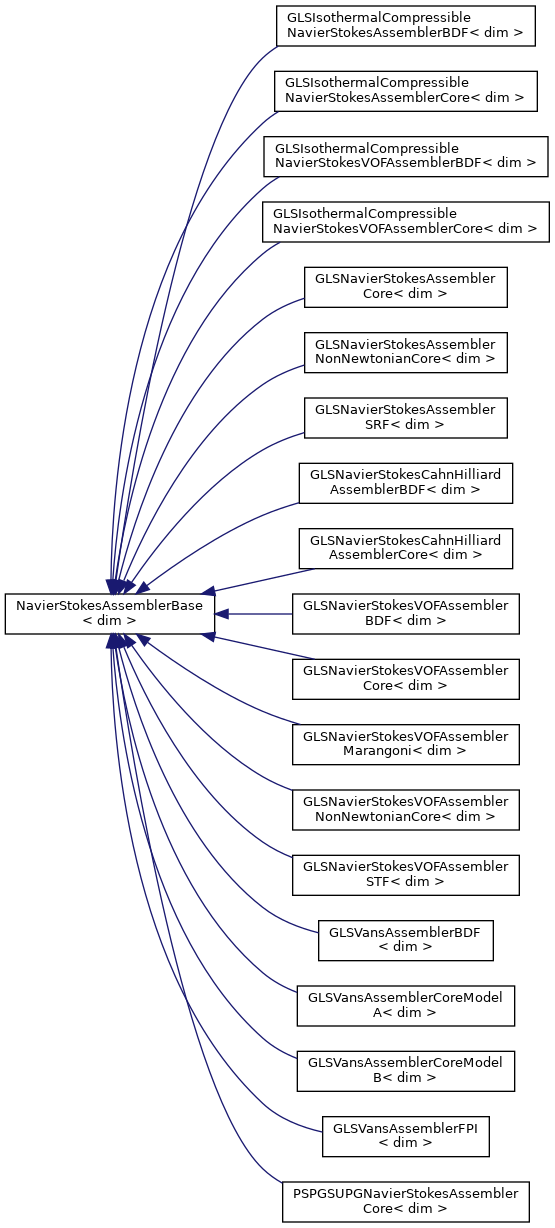 GLSIsothermalCompressible
NavierStokesAssemblerBDF< dim >
GLSIsothermalCompressible
NavierStokesAssemblerCore< dim >
GLSIsothermalCompressible
NavierStokesVOFAssemblerBDF< dim >
GLSIsothermalCompressible
NavierStokesVOFAssemblerCore< dim >
GLSNavierStokesAssembler
Core< dim >
GLSNavierStokesAssembler
NonNewtonianCore< dim >
GLSNavierStokesAssembler
SRF< dim >
GLSNavierStokesCahnHilliard
AssemblerBDF< dim >
GLSNavierStokesCahnHilliard
AssemblerCore< dim >
NavierStokesAssemblerBase
< dim >
GLSNavierStokesVOFAssembler
BDF< dim >
GLSNavierStokesVOFAssembler
Core< dim >
GLSNavierStokesVOFAssembler
Marangoni< dim >
GLSNavierStokesVOFAssembler
NonNewtonianCore< dim >
GLSNavierStokesVOFAssembler
STF< dim >
GLSVansAssemblerBDF
< dim >
GLSVansAssemblerCoreModel
A< dim >
GLSVansAssemblerCoreModel
B< dim >
GLSVansAssemblerFPI
< dim >
PSPGSUPGNavierStokesAssembler
Core< dim >